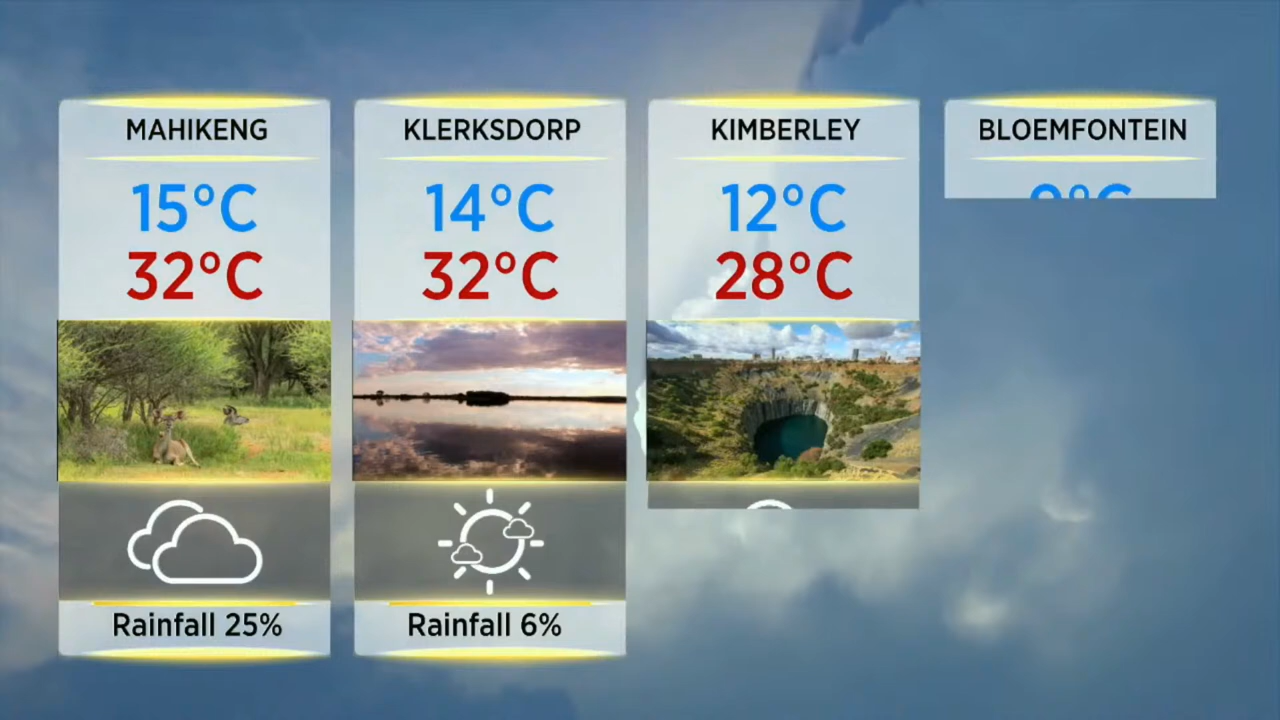 MAHIKENG
15°C
32°C
Rainfall 25%
KLERKSDORP
14°C
32°C
Rainfall 6%
KIMBERLEY
12°C
28°C
BLOEMFONTEIN